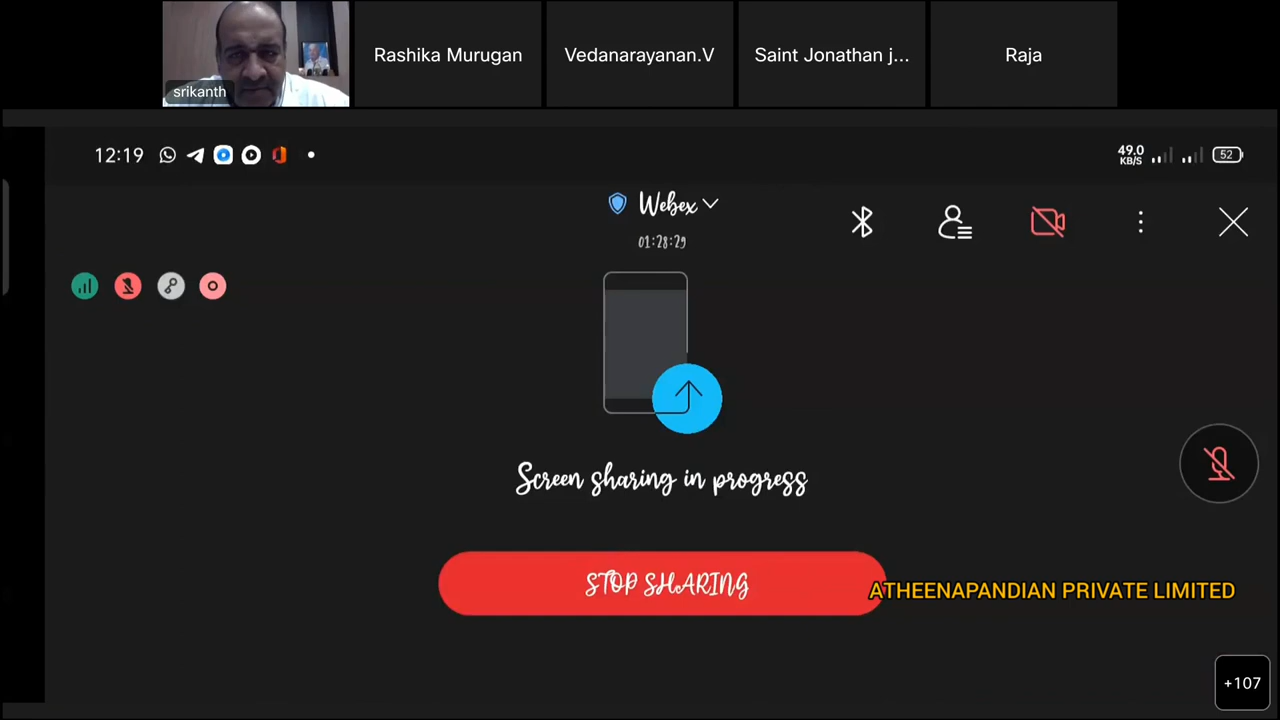 srikanth
Rashika Murugan
Vedanarayanan.V
Saint Jonathan j...
Raja
12:19
49.0
KB/S
52
Webex
01:28:29
Screen sharing in progress
STOP SHARING
ATHEENAPANDIAN PRIVATE LIMITED
+107